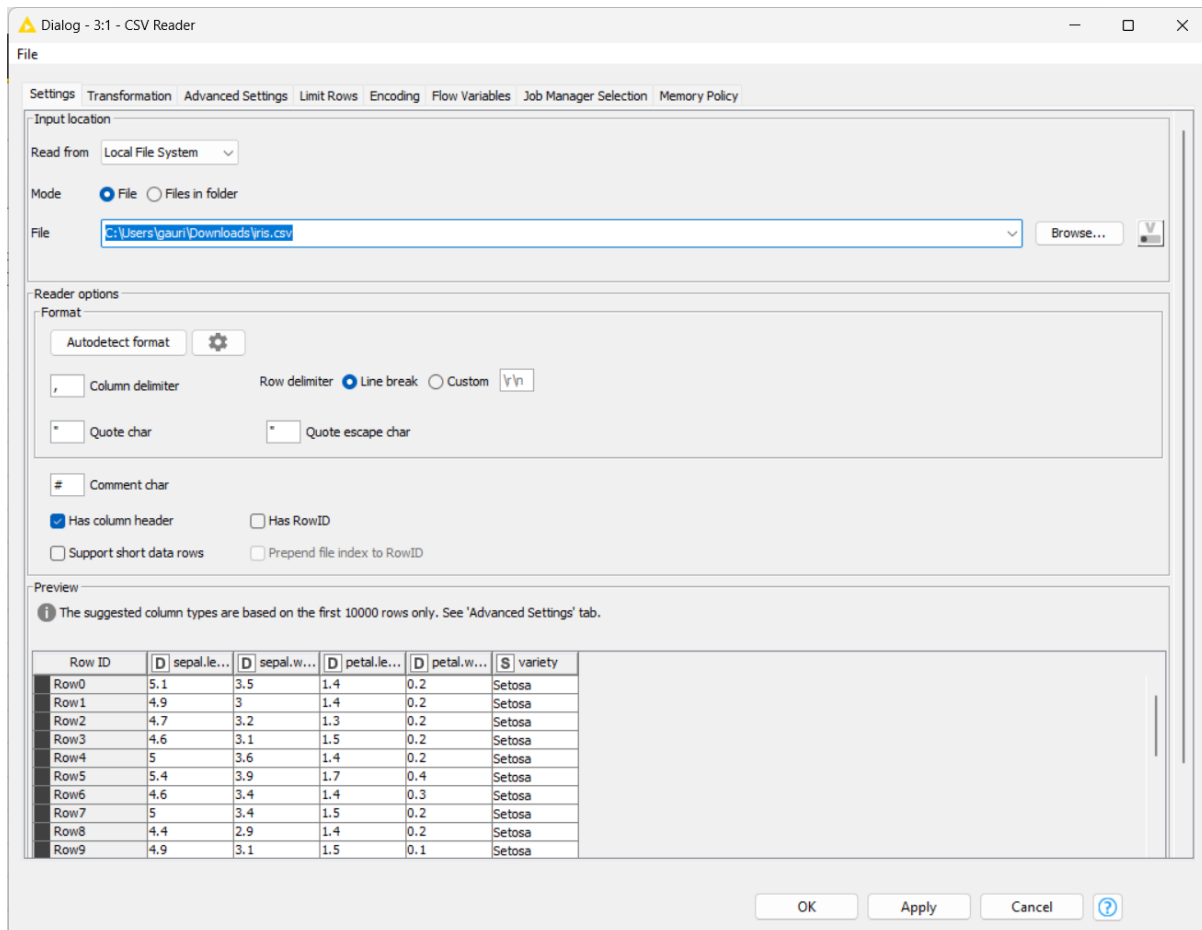 Dialog - 3:1 - CSV Reader
File
Settings Transformation Advanced Settings Limit Rows Encoding Flow Variables Job Manager Selection Memory Policy
Input location
Read from Local File System
Mode File Files in folder
File C:\Users\gauri\Downloads\iris.csv Browse... V
Reader options
Format
Autodetect format
, Column delimiter Row delimiter Line break Custom \r\n
" Quote char " Quote escape char
# Comment char
Has column header Has RowID
Support short data rows Prepend file index to RowID
Preview
The suggested column types are based on the first 10000 rows only. See 'Advanced Settings' tab.
Row ID D sepal.le... D sepal.w... D petal.le... D petal.w... S variety
Row0 5.1 3.5 1.4 0.2 Setosa
Row1 4.9 3 1.4 0.2 Setosa
Row2 4.7 3.2 1.3 0.2 Setosa
Row3 4.6 3.1 1.5 0.2 Setosa
Row4 5 3.6 1.4 0.2 Setosa
Row5 5.4 3.9 1.7 0.4 Setosa
Row6 4.6 3.4 1.4 0.3 Setosa
Row7 5 3.4 1.5 0.2 Setosa
Row8 4.4 2.9 1.4 0.2 Setosa
Row9 4.9 3.1 1.5 0.1 Setosa
OK Apply Cancel ?